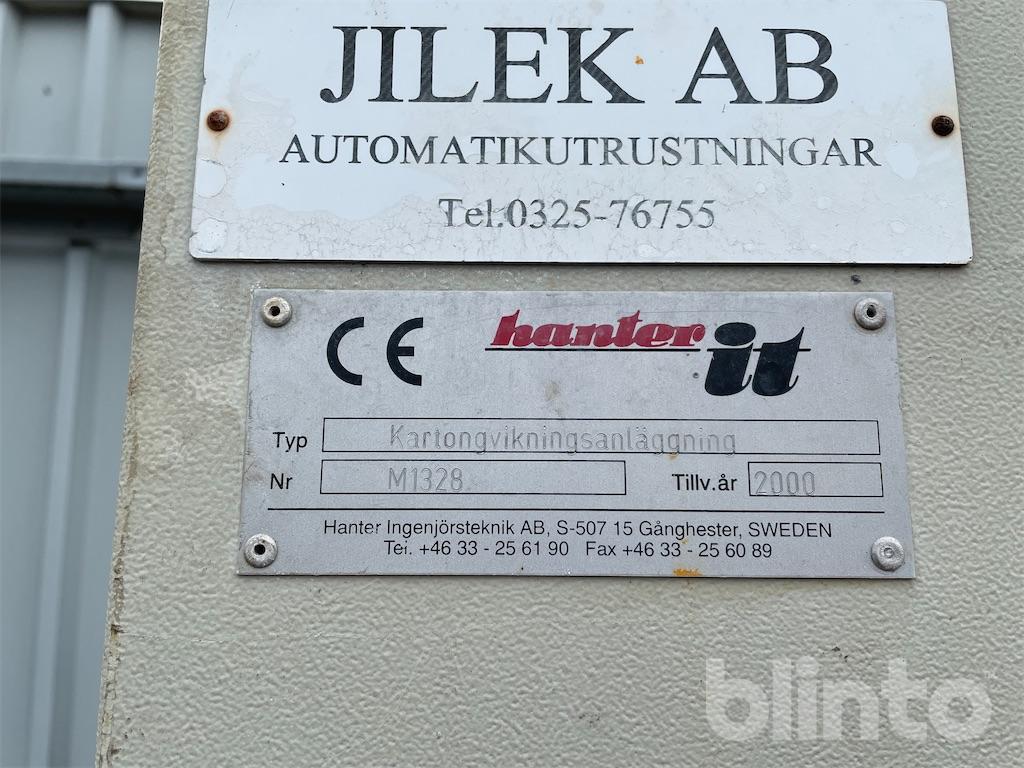 JILEK AB
AUTOMATIKUTRUSTNINGAR
Tel.0325-76755
CE hanter it
Typ Kartongvikningsanläggning
Nr M1328. Tillv.år 2000
Hanter Ingenjörsteknik AB, S-507 15 Gånghester, SWEDEN
Tel. +46 33 - 25 61 90 Fax +46 33 - 25 60 89
blinto